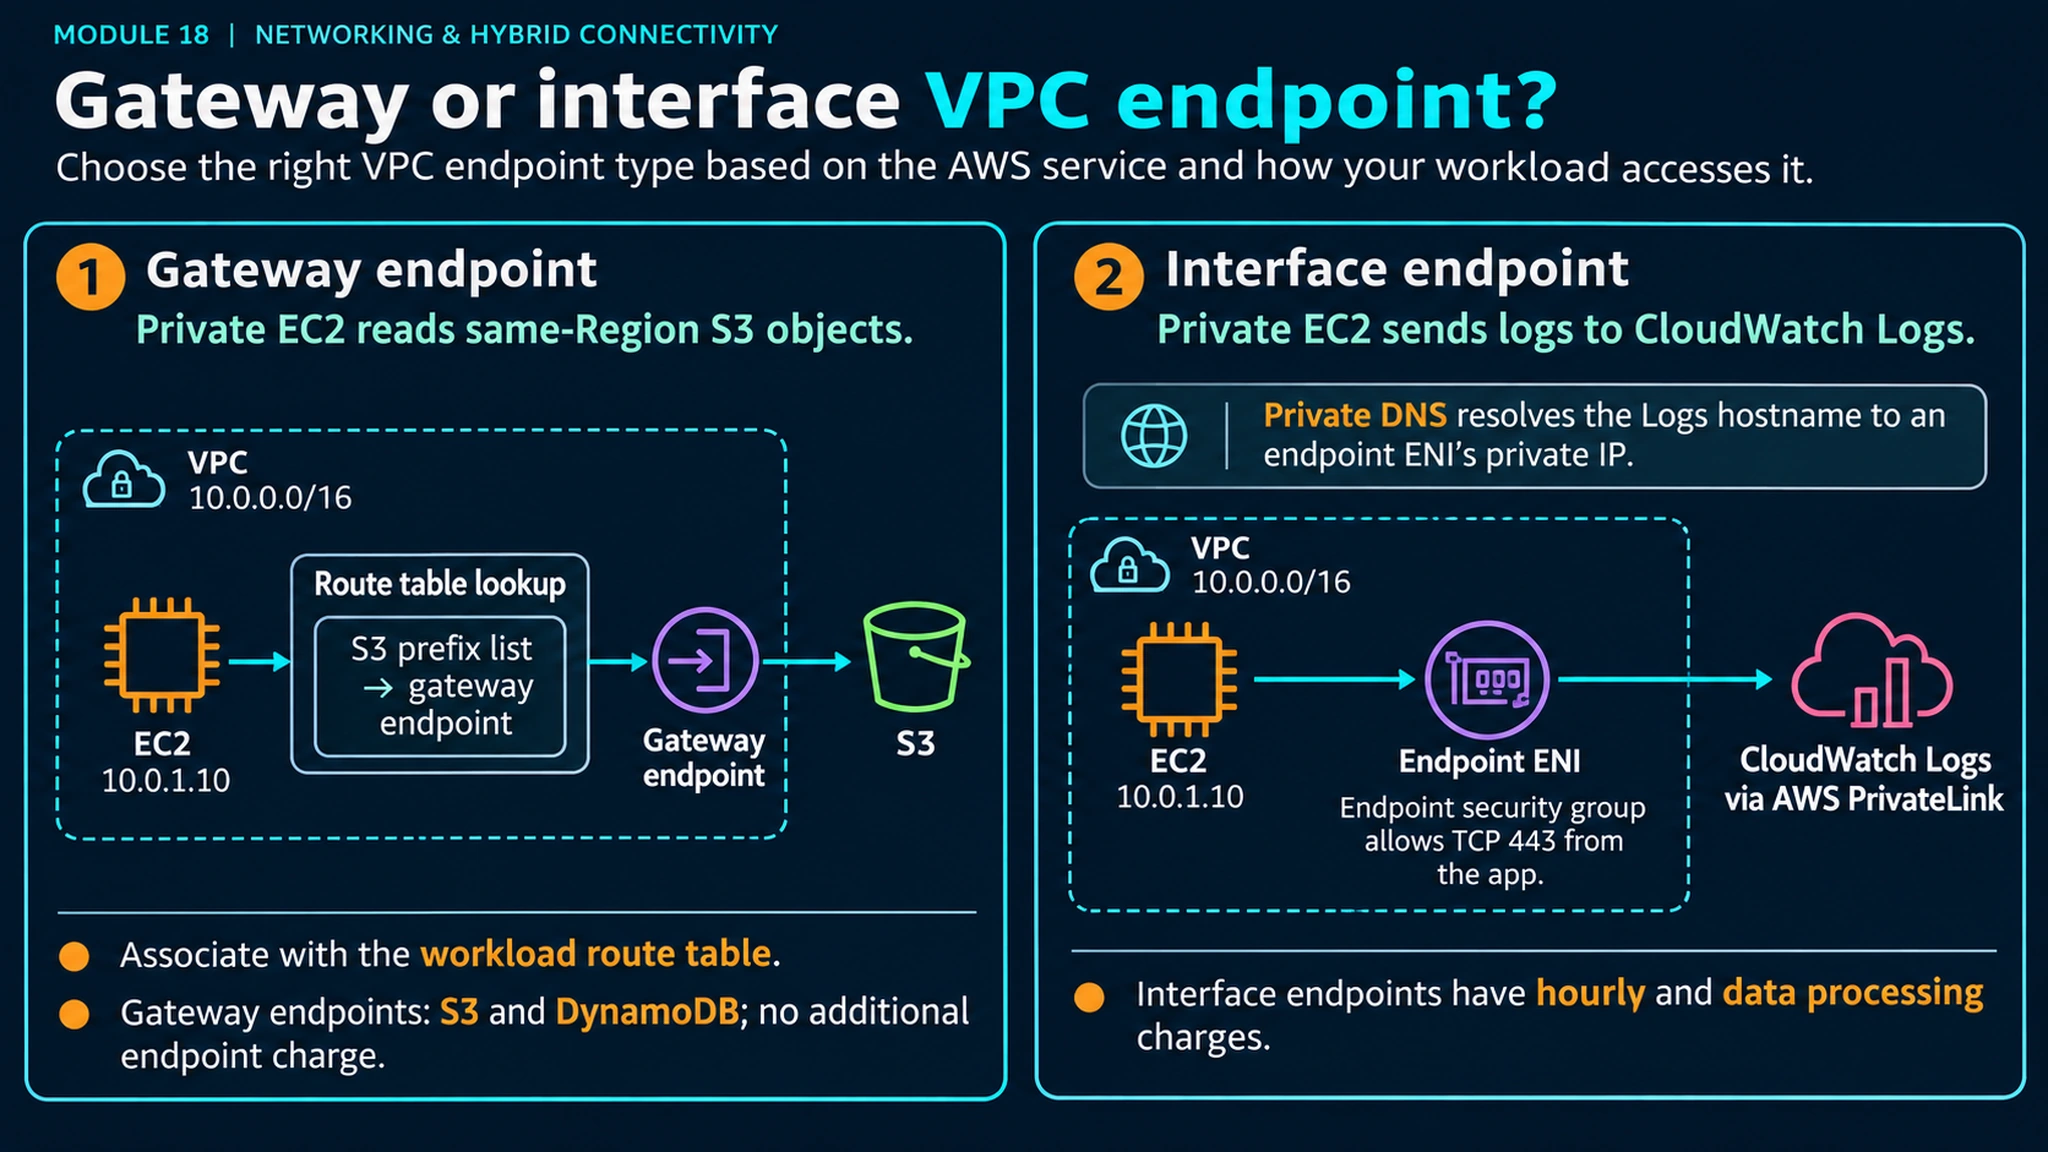 MODULE 18 | NETWORKING & HYBRID CONNECTIVITY
Gateway or interface VPC endpoint?
Choose the right VPC endpoint type based on the AWS service and how your workload accesses it.
1 Gateway endpoint
Private EC2 reads same-Region S3 objects.
VPC
10.0.0.0/16
EC2
10.0.1.10
Route table lookup
S3 prefix list
→ gateway
endpoint
Gateway
endpoint
S3
Associate with the workload route table.
Gateway endpoints: S3 and DynamoDB; no additional
endpoint charge.
2 Interface endpoint
Private EC2 sends logs to CloudWatch Logs.
Private DNS resolves the Logs hostname to an
endpoint ENI’s private IP.
VPC
10.0.0.0/16
EC2
10.0.1.10
Endpoint ENI
Endpoint security group
allows TCP 443 from
the app.
CloudWatch Logs
via AWS PrivateLink
Interface endpoints have hourly and data processing
charges.